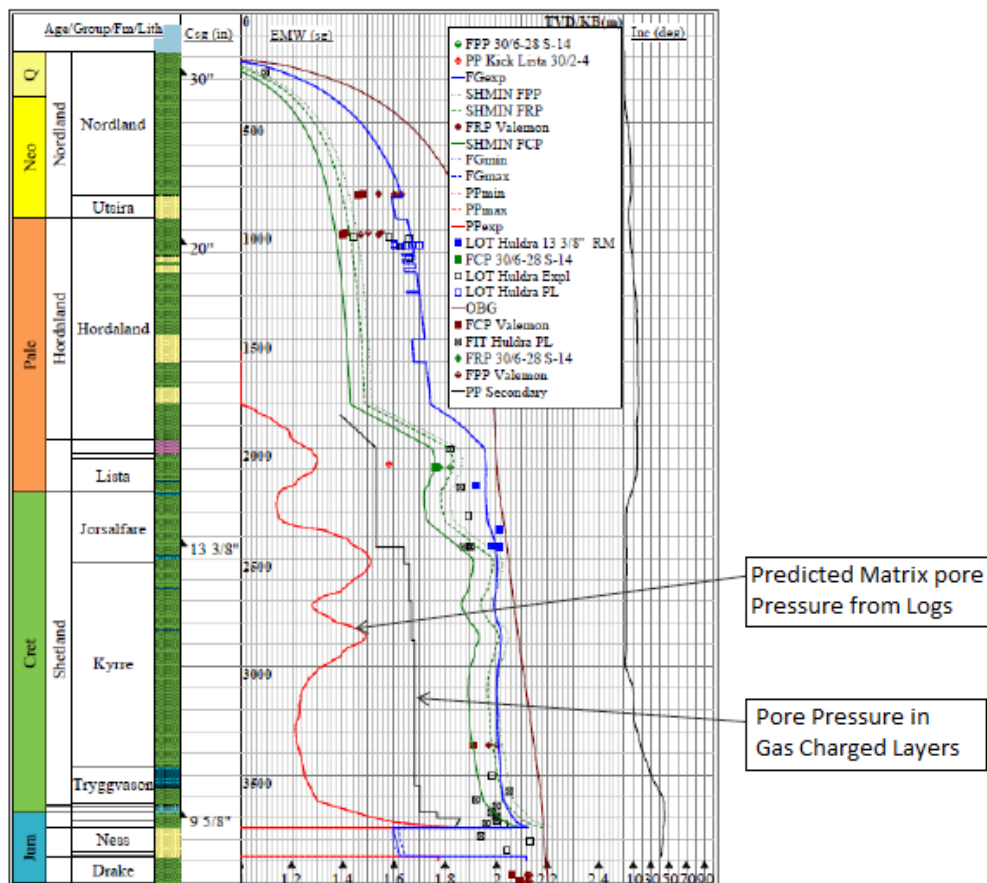 Age/Group/Fm/Lith
Csg (in)
EMW (sg)
TVD/KB(m)
Inc (deg)
0
500
1000
1500
2000
2500
3000
3500
Q
Neo
Pale
Cret
Jura
Nordland
Hordaland
Shetland
Nordland
Utsira
Hordaland
Lista
Jorsalfare
Kyrre
Tryggvason
Ness
Drake
30"
20"
13 3/8"
9 5/8"
FPP 30/6-28 S-14
PP Kick Lista 30/2-4
FGexp
SHMIN FPP
SHMIN FRP
FRP Valemon
SHMIN FCP
FGmin
FGmax
PPmin
PPmax
PPexp
LOT Huldra 13 3/8" RM
FCP 30/6-28 S-14
LOT Huldra Expl
LOT Huldra PL
OBG
FCP Valemon
FIT Huldra PL
FRP 30/6-28 S-14
FPP Valemon
PP Secondary
Predicted Matrix pore
Pressure from Logs
Pore Pressure in
Gas Charged Layers
1.2 1.4 1.6 1.8 2 2.2 2.4
10 30 50 70 90